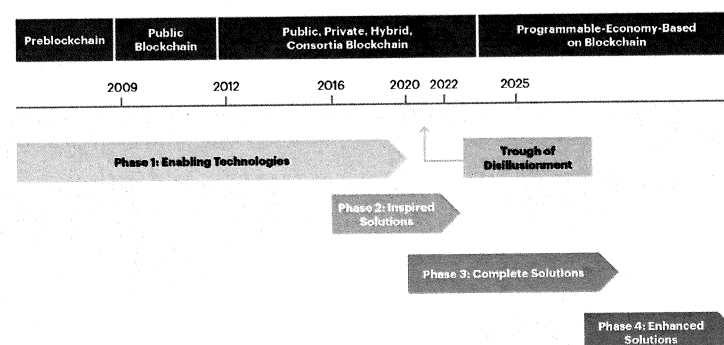 Preblockchain
Public
Blockchain
Public, Private, Hybrid,
Consortia Blockchain
Programmable-Economy-Based
on Blockchain
2009
2012
2016
2020
2022
2025
Phase 1: Enabling Technologies
Trough of
Disillusionment
Phase 2: Inspired
Solutions
Phase 3: Complete Solutions
Phase 4: Enhanced
Solutions